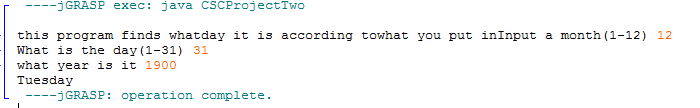 ----jGRASP exec: java CSCProjectTwo
this program finds whatday it is according towhat you put inInput a month(1-12) 12
What is the day(1-31) 31
what year is it 1900
Tuesday
----jGRASP: operation complete.